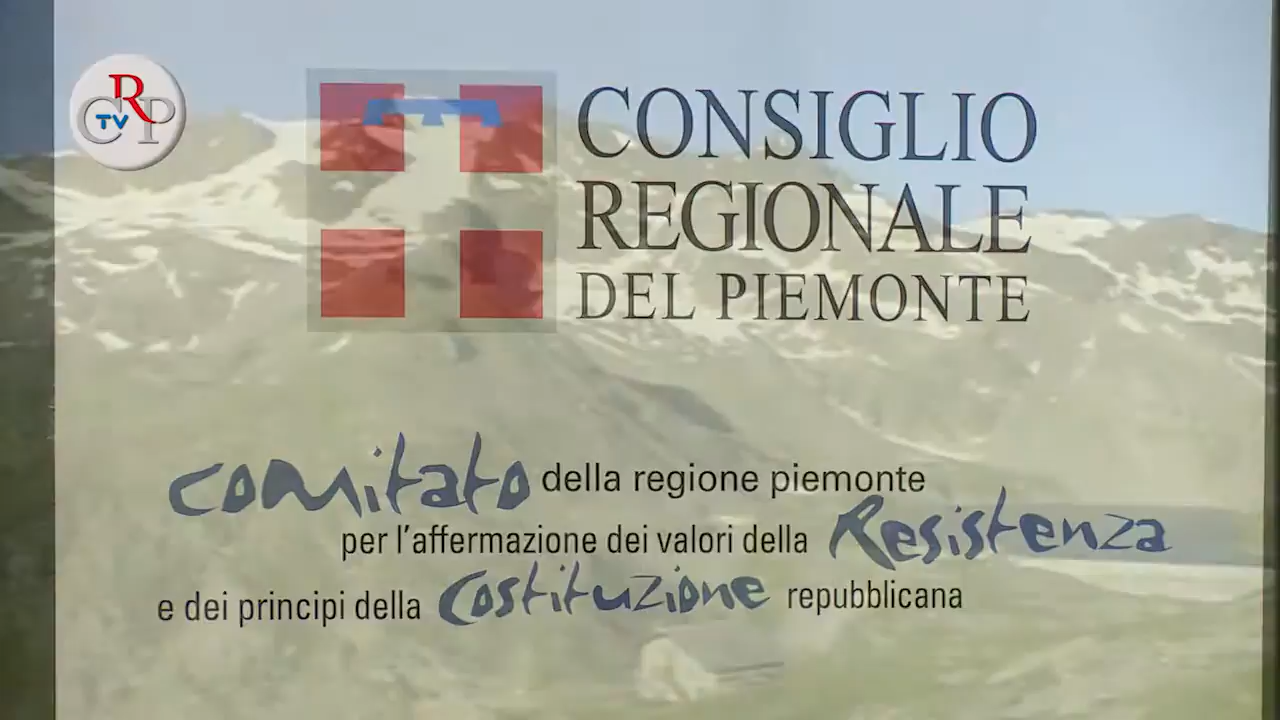 CRP
TV
CONSIGLIO
REGIONALE
DEL PIEMONTE
comitato della regione piemonte
per l'affermazione dei valori della Resistenza
e dei principi della Costituzione repubblicana